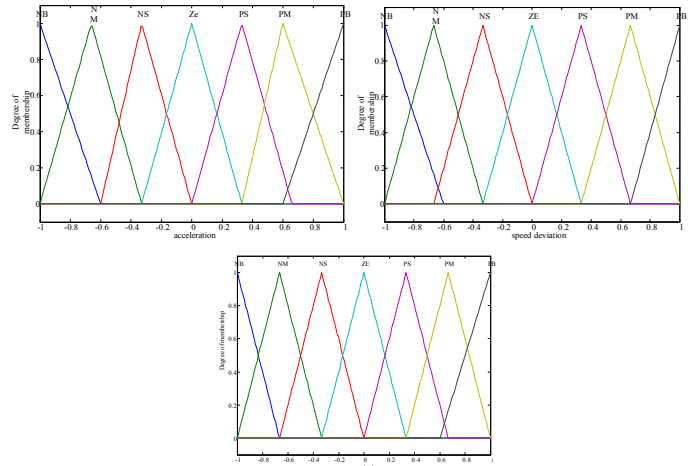 NB N M NS Ze PS PM PB
1
0.8
0.6
0.4
0.2
0
Degree of membership
-1 -0.8 -0.6 -0.4 -0.2 0 0.2 0.4 0.6 0.8 1
acceleration
NB N M NS ZE PS PM PB
1
0.8
0.6
0.4
0.2
0
Degree of membership
-1 -0.8 -0.6 -0.4 -0.2 0 0.2 0.4 0.6 0.8 1
speed deviation
NB NM NS ZE PS PM PB
1
0.8
0.6
0.4
0.2
0
Degree of membership
-1 -0.8 -0.6 -0.4 -0.2 0 0.2 0.4 0.6 0.8 1